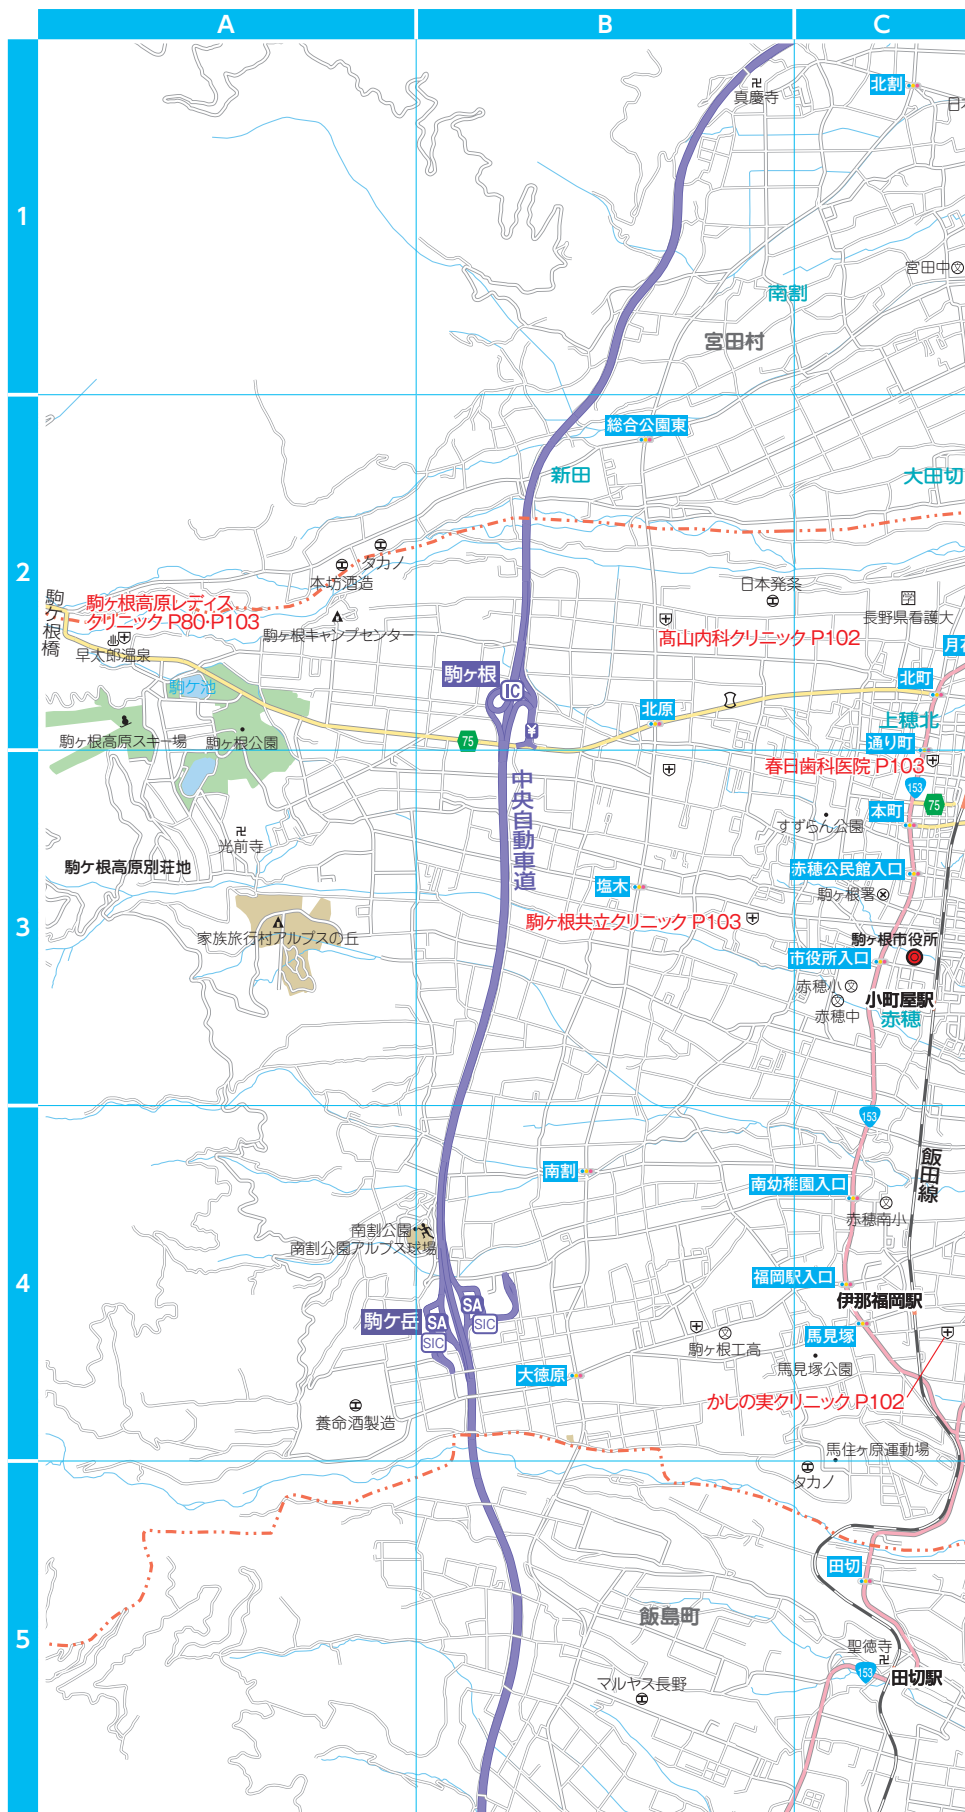 A
B
C
1
北割
真慶寺
日本
宮田中
南割
宮田村
2
総合公園東
新田
大田切
タカノ
本坊酒造
駒ヶ根橋
駒ヶ根高原レディス
クリニック P80・P103
駒ヶ根キャンプセンター
早太郎温泉
日本発条
長野県看護大
髙山内科クリニック P102
駒ヶ池
駒ヶ根
IC
¥
北町
北原
上穂北
駒ヶ根高原スキー場
駒ヶ根公園
75
通り町
春日歯科医院 P103
153
75
本町
すずらん公園
中央自動車道
光前寺
駒ケ根高原別荘地
赤穂公民館入口
塩木
駒ヶ根署
3
駒ヶ根共立クリニック P103
家族旅行村アルプスの丘
駒ヶ根市役所
市役所入口
赤穂小
赤穂中
小町屋駅
赤穂
153
飯田線
南割
南幼稚園入口
赤穂南小
南割公園
南割公園アルプス球場
4
福岡駅入口
伊那福岡駅
駒ケ岳
SA
SIC
SA
SIC
馬見塚
駒ヶ根工高
馬見塚公園
大徳原
かしの実クリニック P102
養命酒製造
馬住ヶ原運動場
タカノ
田切
5
飯島町
聖徳寺
153
田切駅
マルヤス長野